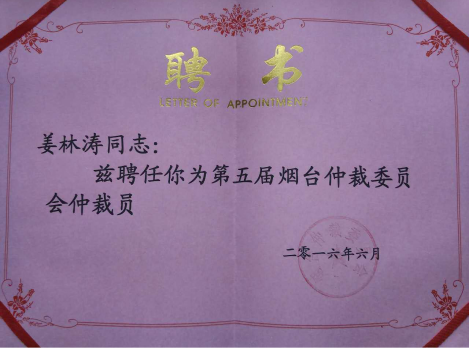 聘书
LETTER OF APPOINTMENT
姜林涛同志：
兹聘任你为第五届烟台仲裁委员
会仲裁员
二〇一六年六月